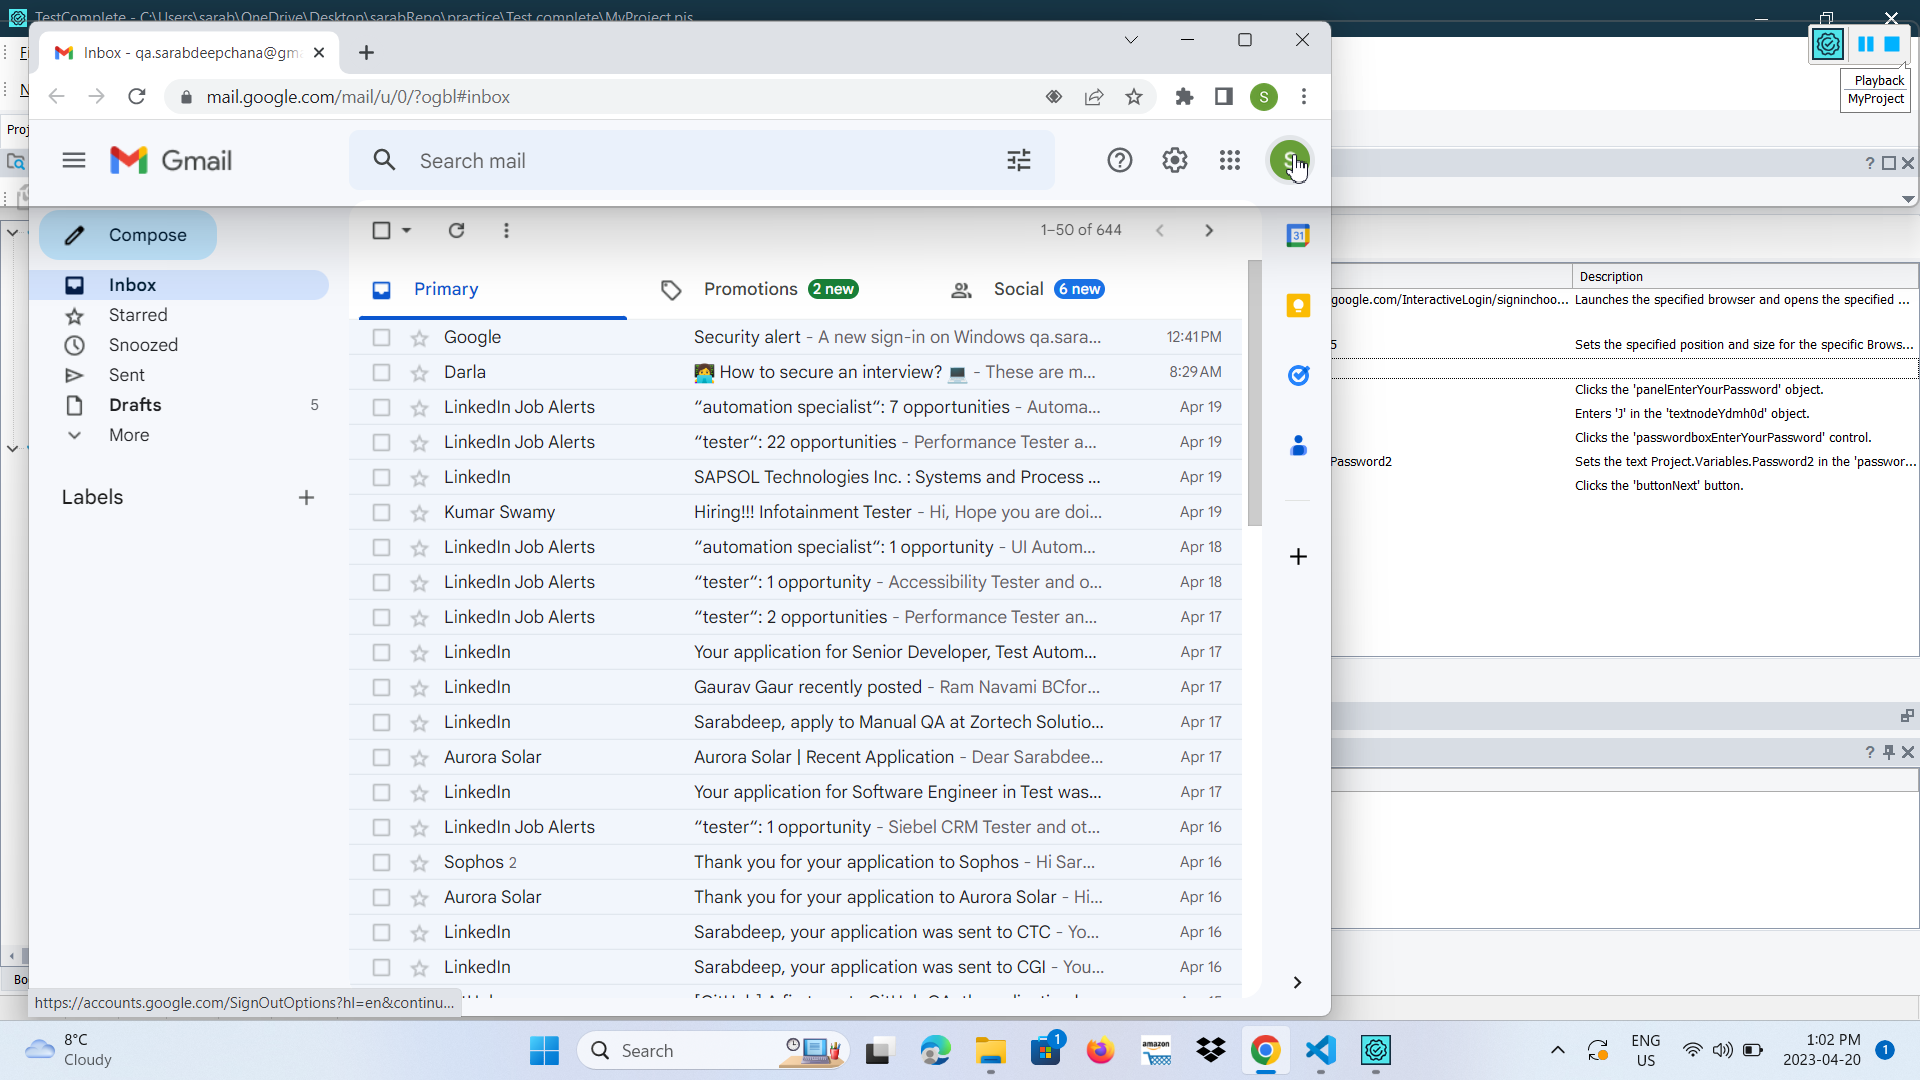 TestComplete - C:\Users\sarah\OneDrive\Desktop\sarahRepo\practice\Test complete\MyProject.pjs
Inbox - qa.sarabdeepchana@gm
mail.google.com/mail/u/0/?ogbl#inbox
S
Playback
MyProject
Gmail
Search mail
S
Compose
1–50 of 644
31
Inbox
Starred
Snoozed
Sent
Drafts 5
More
Labels
Primary
Promotions 2 new
Social 6 new
Google Security alert - A new sign-in on Windows qa.sara... 12:41 PM
Darla 👩‍💻 How to secure an interview? 💻 - These are m... 8:29 AM
LinkedIn Job Alerts “automation specialist“: 7 opportunities - Automa... Apr 19
LinkedIn Job Alerts “tester“: 22 opportunities - Performance Tester a... Apr 19
LinkedIn SAPSOL Technologies Inc. : Systems and Process ... Apr 19
Kumar Swamy Hiring!!! Infotainment Tester - Hi, Hope you are doi... Apr 19
LinkedIn Job Alerts “automation specialist“: 1 opportunity - UI Autom... Apr 18
LinkedIn Job Alerts “tester“: 1 opportunity - Accessibility Tester and o... Apr 18
LinkedIn Job Alerts “tester“: 2 opportunities - Performance Tester an... Apr 17
LinkedIn Your application for Senior Developer, Test Autom... Apr 17
LinkedIn Gaurav Gaur recently posted - Ram Navami BCfor... Apr 17
LinkedIn Sarabdeep, apply to Manual QA at Zortech Solutio... Apr 17
Aurora Solar Aurora Solar | Recent Application - Dear Sarabdee... Apr 17
LinkedIn Your application for Software Engineer in Test was... Apr 17
LinkedIn Job Alerts “tester“: 1 opportunity - Siebel CRM Tester and ot... Apr 16
Sophos 2 Thank you for your application to Sophos - Hi Sar... Apr 16
Aurora Solar Thank you for your application to Aurora Solar - Hi... Apr 16
LinkedIn Sarabdeep, your application was sent to CTC - Yo... Apr 16
LinkedIn Sarabdeep, your application was sent to CGI - You... Apr 16
https://accounts.google.com/SignOutOptions?hl=en&continu...
Description
google.com/InteractiveLogin/signinchoo... Launches the specified browser and opens the specified ...
5 Sets the specified position and size for the specific Brows...
Clicks the 'panelEnterYourPassword' object.
Enters 'J' in the 'textnodeYdmh0d' object.
Clicks the 'passwordboxEnterYourPassword' control.
Password2 Sets the text Project.Variables.Password2 in the 'passwor...
Clicks the 'buttonNext' button.
8°C
Cloudy
Search
1
amazon
ENG
US
1:02 PM
2023-04-20
1